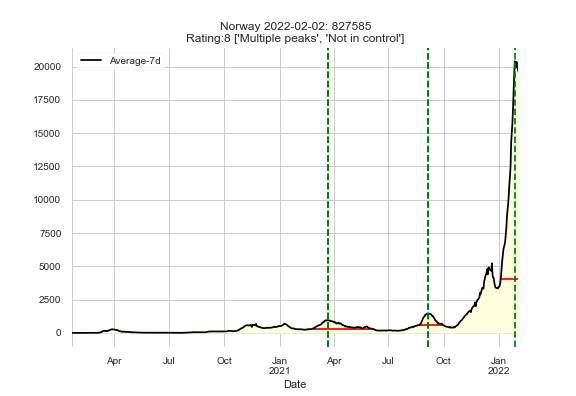 Norway 2022-02-02: 827585
Rating:8 ['Multiple peaks', 'Not in control']
Average-7d
20000
17500
15000
12500
10000
7500
5000
2500
0
Apr Jul Oct Jan Apr Jul Oct Jan
2021 2022
Date